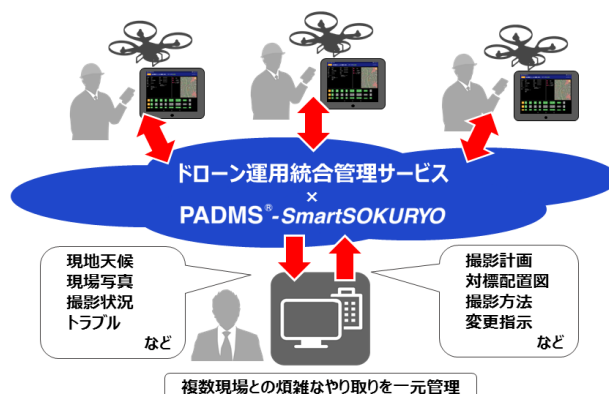 ドローン運用統合管理サービス
×
PADMS®-SmartSOKURYO
現地天候
現場写真
撮影状況
トラブル
など
撮影計画
対標配置図
撮影方法
変更指示
など
複数現場との煩雑なやり取りを一元管理